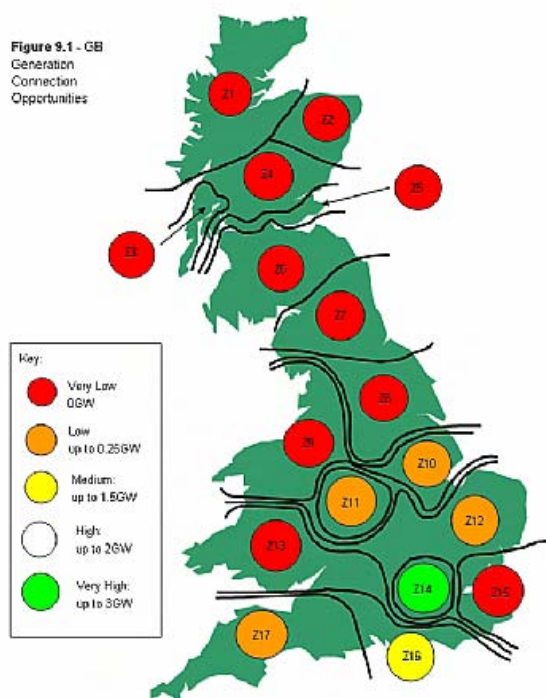 Figure 9.1 - GB
Generation
Connection
Opportunities
Z1
Z2
Z4
Z5
Z3
Z6
Z7
Key:
Very Low
0GW
Low
up to 0.25GW
Medium:
up to 1.5GW
High:
up to 2GW
Very High:
up to 3GW
Z8
Z9
Z10
Z11
Z12
Z13
Z14
Z15
Z17
Z16